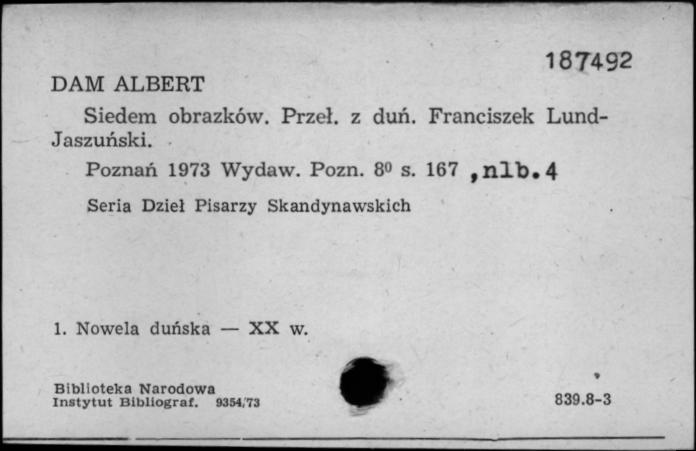 187492
DAM ALBERT
Siedem obrazków. Przeł. z duń. Franciszek Lund-
Jaszuński.
Poznań 1973 Wydaw. Pozn. 8⁰ s. 167 ,nlb.4
Seria Dzieł Pisarzy Skandynawskich
1. Nowela duńska — XX w.
Biblioteka Narodowa
Instytut Bibliograf. 9354/73
839.8-3